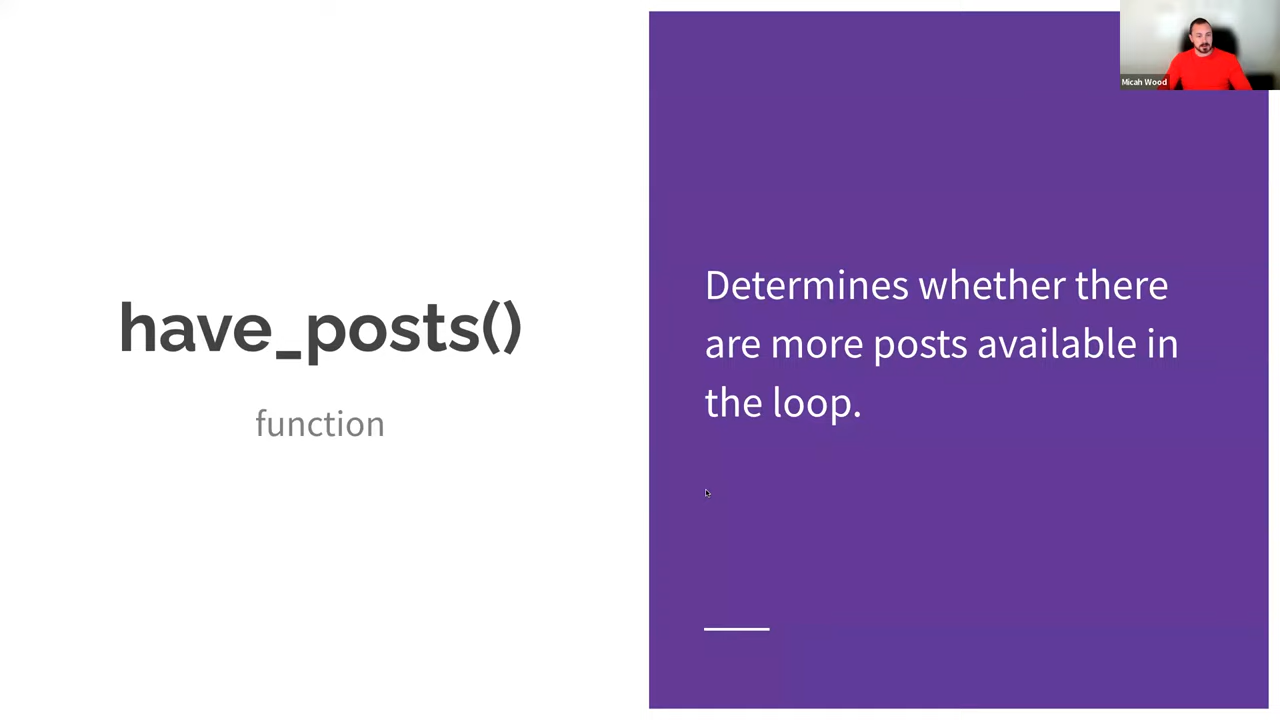 Micah Wood
have_posts()
function
Determines whether there
are more posts available in
the loop.